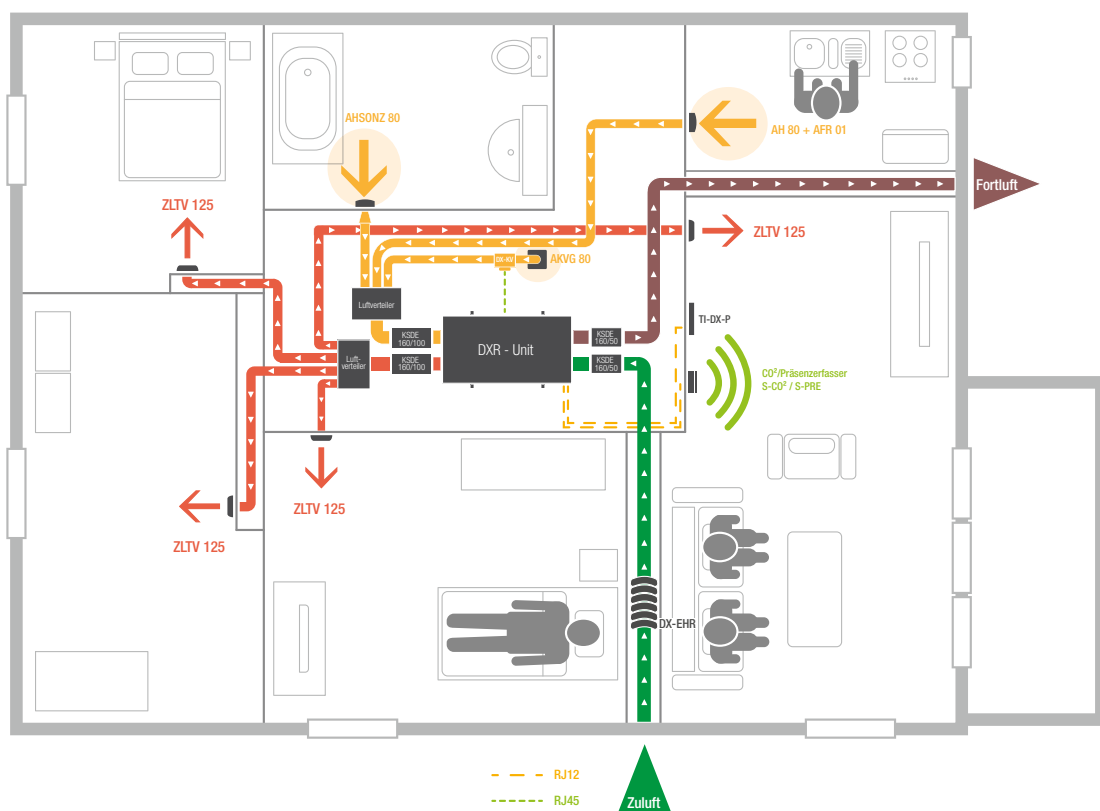 AHSONZ 80
AH 80 + AFR 01
Fortluft
ZLTV 125
ZLTV 125
DX-KV
AKVG 80
Luftverteiler
TI-DX-P
KSDE
160/100
DXR - Unit
KSDE
160/50
Luft-
verteiler
KSDE
160/100
KSDE
160/50
CO²/Präsenzerfasser
S-CO² / S-PRE
ZLTV 125
ZLTV 125
DX-EHR
RJ12
RJ45
Zuluft